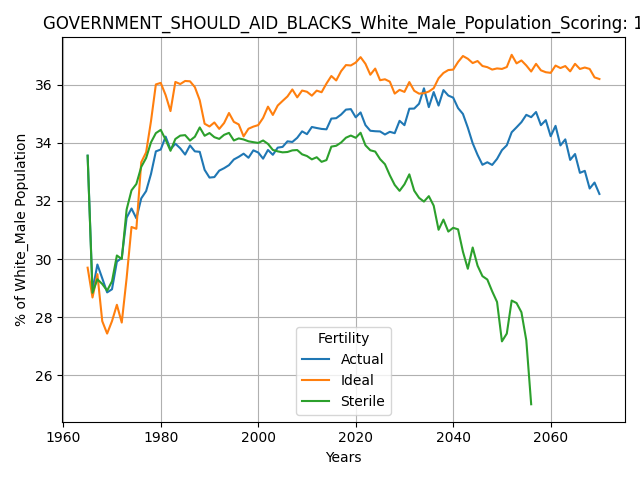 GOVERNMENT_SHOULD_AID_BLACKS_White_Male_Population_Scoring: 1
% of White_Male Population
36
34
32
30
28
26
Fertility
Actual
Ideal
Sterile
1960 1980 2000 2020 2040 2060
Years